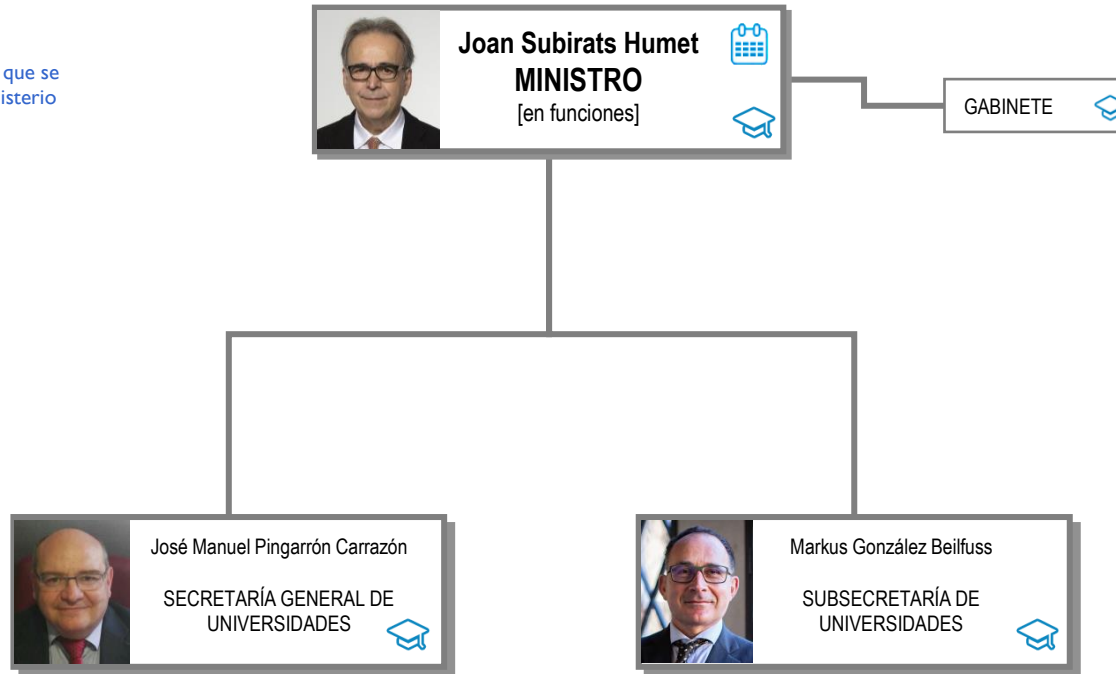 que se
isterio
Joan Subirats Humet
MINISTRO
[en funciones]
GABINETE
José Manuel Pingarrón Carrazón
SECRETARÍA GENERAL DE
UNIVERSIDADES
Markus González Beilfuss
SUBSECRETARÍA DE
UNIVERSIDADES